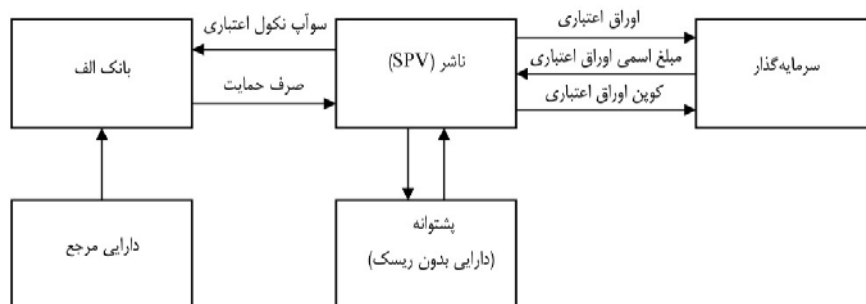 سوآپ نکول اعتباری
اوراق اعتباری
سرمایه‌گذار
مبلغ اسمی اوراق اعتباری
ناشر (SPV)
بانک الف
صرف حمایت
کوپن اوراق اعتباری
پشتوانه
(دارایی بدون ریسک)
دارایی مرجع